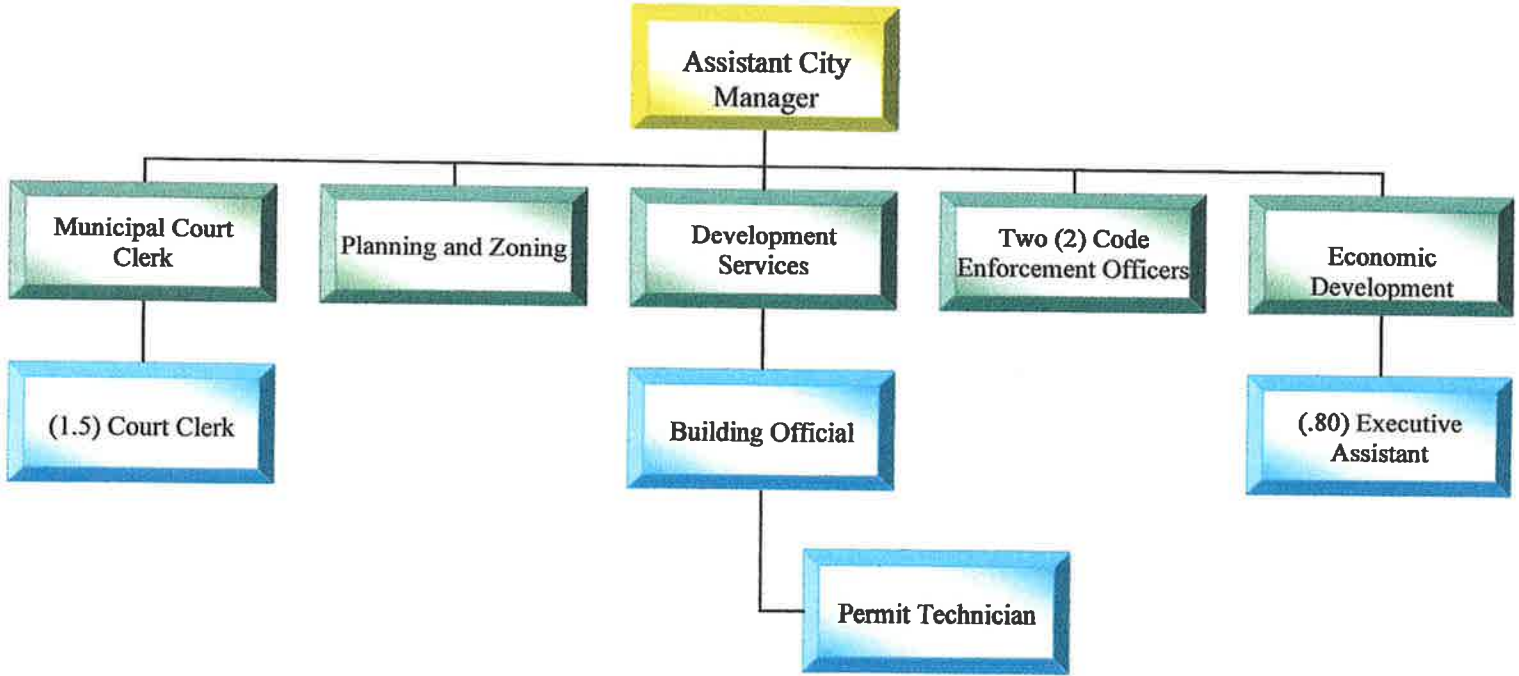 Assistant City
Manager
Municipal Court
Clerk
Planning and Zoning
Development
Services
Two (2) Code
Enforcement Officers
Economic
Development
(1.5) Court Clerk
Building Official
(.80) Executive
Assistant
Permit Technician